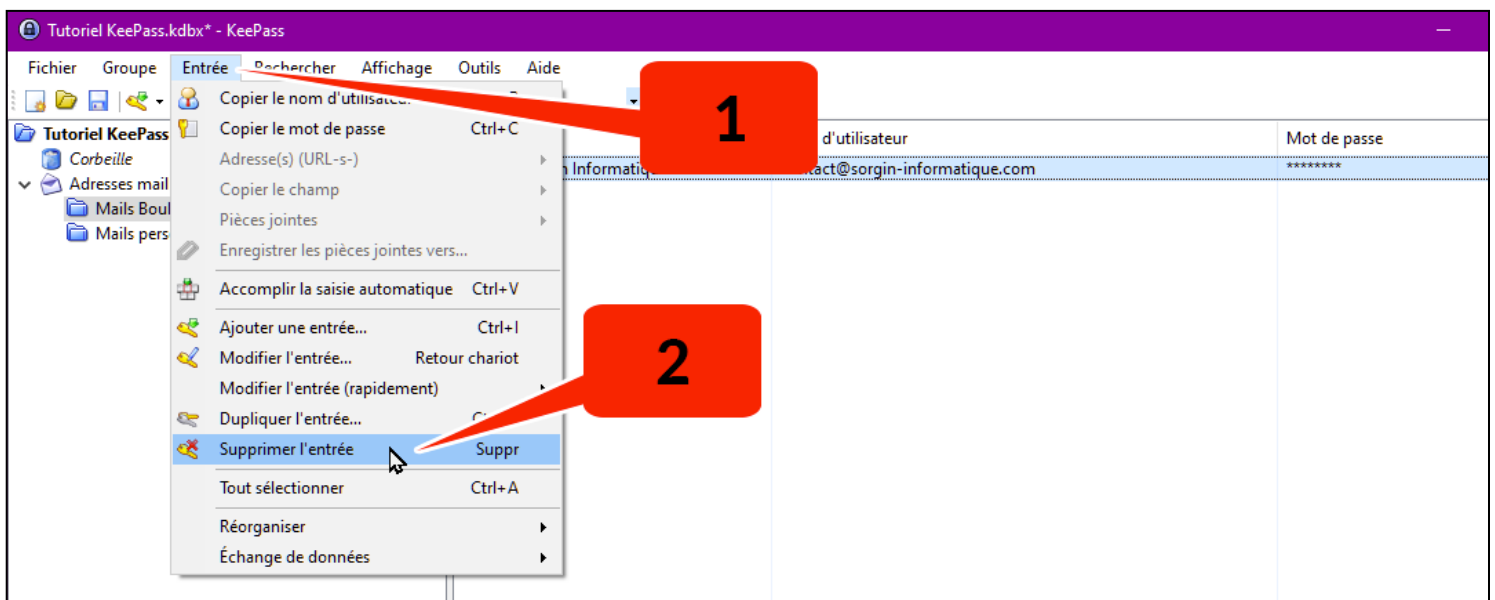 Tutoriel KeePass.kdbx* - KeePass
Fichier Groupe Entrée Rechercher Affichage Outils Aide
Copier le nom d'utilisateur
1
Tutoriel KeePass
Copier le mot de passe Ctrl+C
d'utilisateur
Mot de passe
Corbeille
Adresse(s) (URL-s-)
Informatique
contact@sorgin-informatique.com
********
Adresses mail
Copier le champ
Mails Boul
Pièces jointes
Mails pers
Enregistrer les pièces jointes vers...
Accomplir la saisie automatique Ctrl+V
Ajouter une entrée... Ctrl+I
2
Modifier l'entrée... Retour chariot
Modifier l'entrée (rapidement)
Dupliquer l'entrée...
Supprimer l'entrée Suppr
Tout sélectionner Ctrl+A
Réorganiser
Échange de données